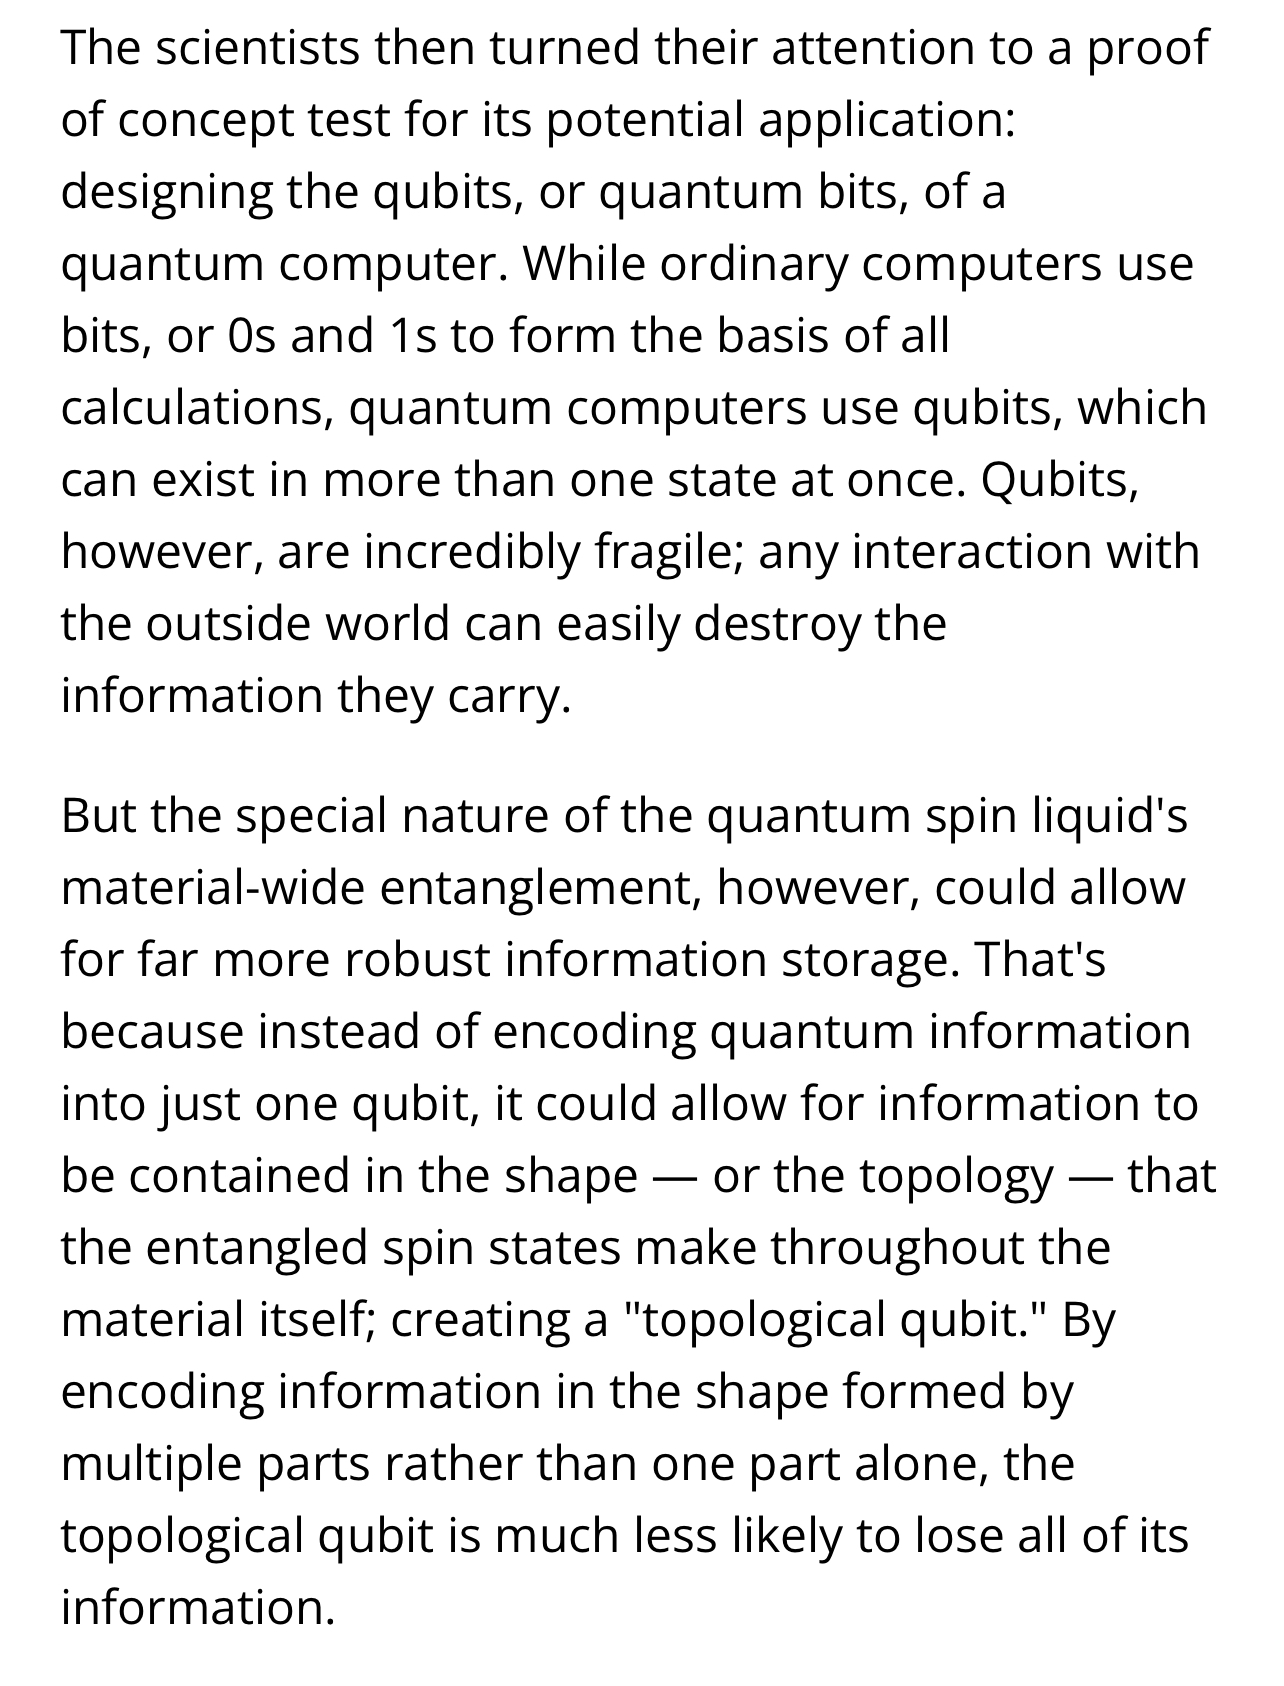 The scientists then turned their attention to a proof
of concept test for its potential application:
designing the qubits, or quantum bits, of a
quantum computer. While ordinary computers use
bits, or 0s and 1s to form the basis of all
calculations, quantum computers use qubits, which
can exist in more than one state at once. Qubits,
however, are incredibly fragile; any interaction with
the outside world can easily destroy the
information they carry.
But the special nature of the quantum spin liquid's
material-wide entanglement, however, could allow
for far more robust information storage. That's
because instead of encoding quantum information
into just one qubit, it could allow for information to
be contained in the shape — or the topology — that
the entangled spin states make throughout the
material itself; creating a "topological qubit." By
encoding information in the shape formed by
multiple parts rather than one part alone, the
topological qubit is much less likely to lose all of its
information.